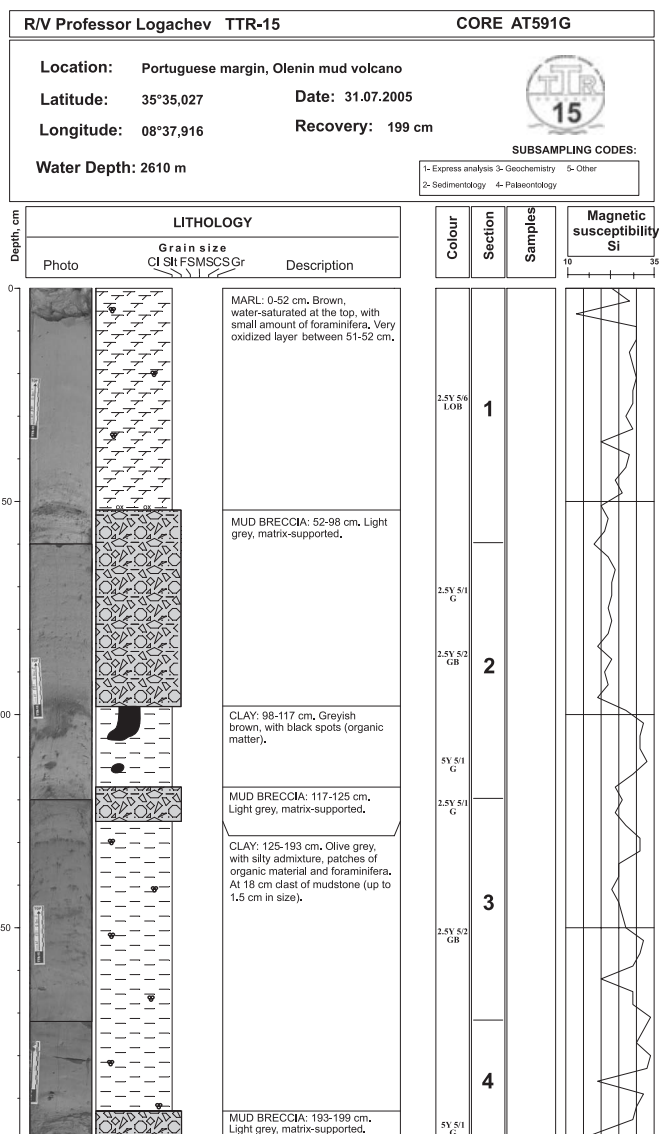 R/V Professor Logachev TTR-15
CORE AT591G
Location: Portuguese margin, Olenin mud volcano
Latitude: 35°35,027
Date: 31.07.2005
Longitude: 08°37,916
Recovery: 199 cm
Water Depth: 2610 m
TTR
15
SUBSAMPLING CODES:
1- Express analysis 3- Geochemistry 5- Other
2- Sedimentology 4- Palaeontology
Depth, cm
LITHOLOGY
Photo
Grain size
Cl Slt FS MS CS Gr
Description
Colour
Section
Samples
Magnetic
susceptibility
Si
10 35
0
MARL: 0-52 cm. Brown,
water-saturated at the top, with
small amount of foraminifera. Very
oxidized layer between 51-52 cm.
2.5Y 5/6
LOB
1
50
ox ox
MUD BRECCIA: 52-98 cm. Light
grey, matrix-supported.
2.5Y 5/1
G
2.5Y 5/2
GB
2
00
CLAY: 98-117 cm. Greyish
brown, with black spots (organic
matter).
5Y 5/1
G
MUD BRECCIA: 117-125 cm.
Light grey, matrix-supported.
2.5Y 5/1
G
CLAY: 125-193 cm. Olive grey,
with silty admixture, patches of
organic material and foraminifera.
At 18 cm clast of mudstone (up to
1.5 cm in size).
3
50
2.5Y 5/2
GB
4
MUD BRECCIA: 193-199 cm.
Light grey, matrix-supported.
5Y 5/1
G